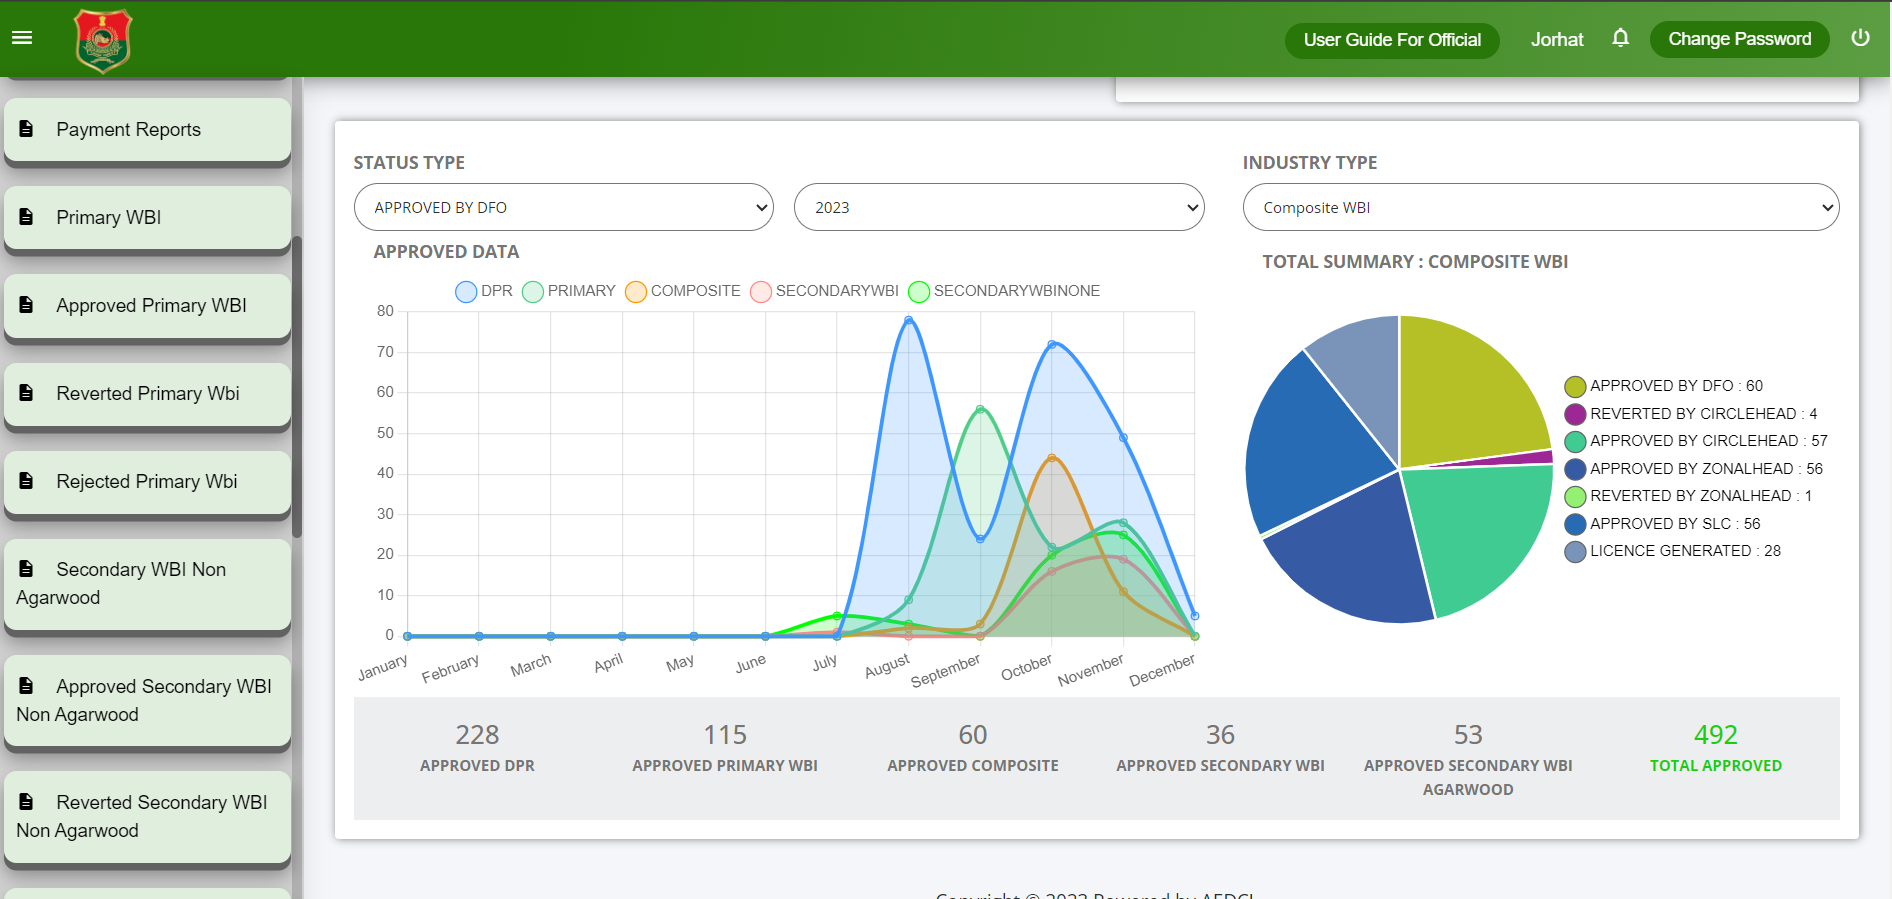 User Guide For Official
Jorhat
Change Password
Payment Reports
Primary WBI
Approved Primary WBI
Reverted Primary Wbi
Rejected Primary Wbi
Secondary WBI Non
Agarwood
Approved Secondary WBI
Non Agarwood
Reverted Secondary WBI
Non Agarwood
STATUS TYPE
APPROVED BY DFO
2023
INDUSTRY TYPE
Composite WBI
APPROVED DATA
DPR PRIMARY COMPOSITE SECONDARYWBI SECONDARYWBINONE
80
70
60
50
40
30
20
10
0
January February March April May June July August September October November December
TOTAL SUMMARY : COMPOSITE WBI
APPROVED BY DFO : 60
REVERTED BY CIRCLEHEAD : 4
APPROVED BY CIRCLEHEAD : 57
APPROVED BY ZONALHEAD : 56
REVERTED BY ZONALHEAD : 1
APPROVED BY SLC : 56
LICENCE GENERATED : 28
228
APPROVED DPR
115
APPROVED PRIMARY WBI
60
APPROVED COMPOSITE
36
APPROVED SECONDARY WBI
53
APPROVED SECONDARY WBI
AGARWOOD
492
TOTAL APPROVED
Copyright © 2023 Powered by